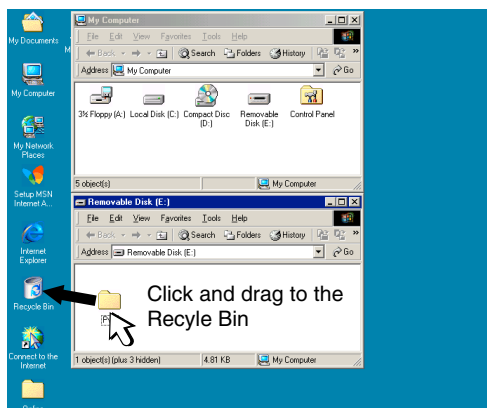 My Documents
My Computer
My Network
Places
Setup MSN
Internet A...
Internet
Explorer
Recycle Bin
Connect to the
Internet
M
My Computer
File Edit View Favorites Tools Help
Back Search Folders History »
Address My Computer Go
3½ Floppy (A:) Local Disk (C:) Compact Disc Removable Control Panel
(D:) Disk (E:)
5 object(s) My Computer
Removable Disk (E:)
File Edit View Favorites Tools Help
Back Search Folders History »
Address Removable Disk (E:) Go
Click and drag to the
Recyle Bin
1 object(s) (plus 3 hidden) 4.81 KB My Computer